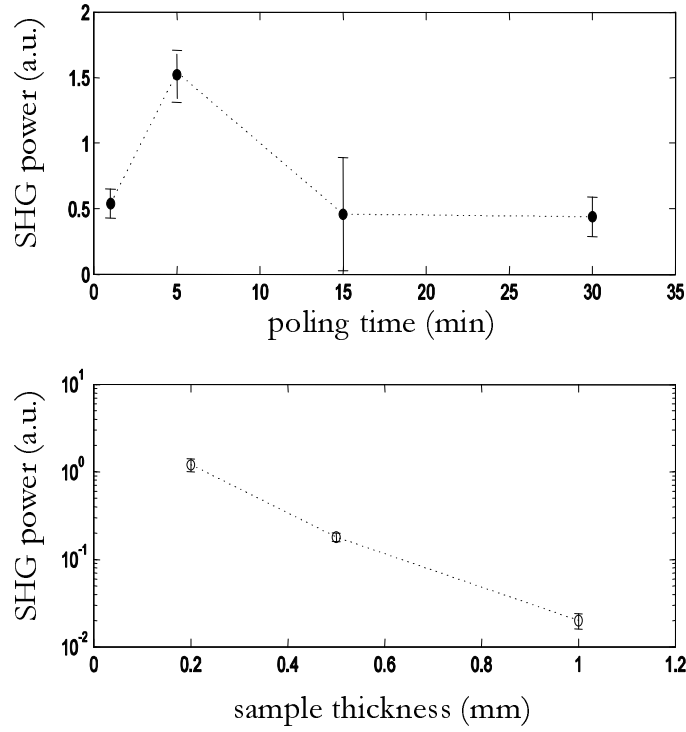 SHG power (a.u.)
2
1.5
1
0.5
0
0 5 10 15 20 25 30 35
poling time (min)
SHG power (a.u.)
10^1
10^0
10^-1
10^-2
0 0.2 0.4 0.6 0.8 1 1.2
sample thickness (mm)